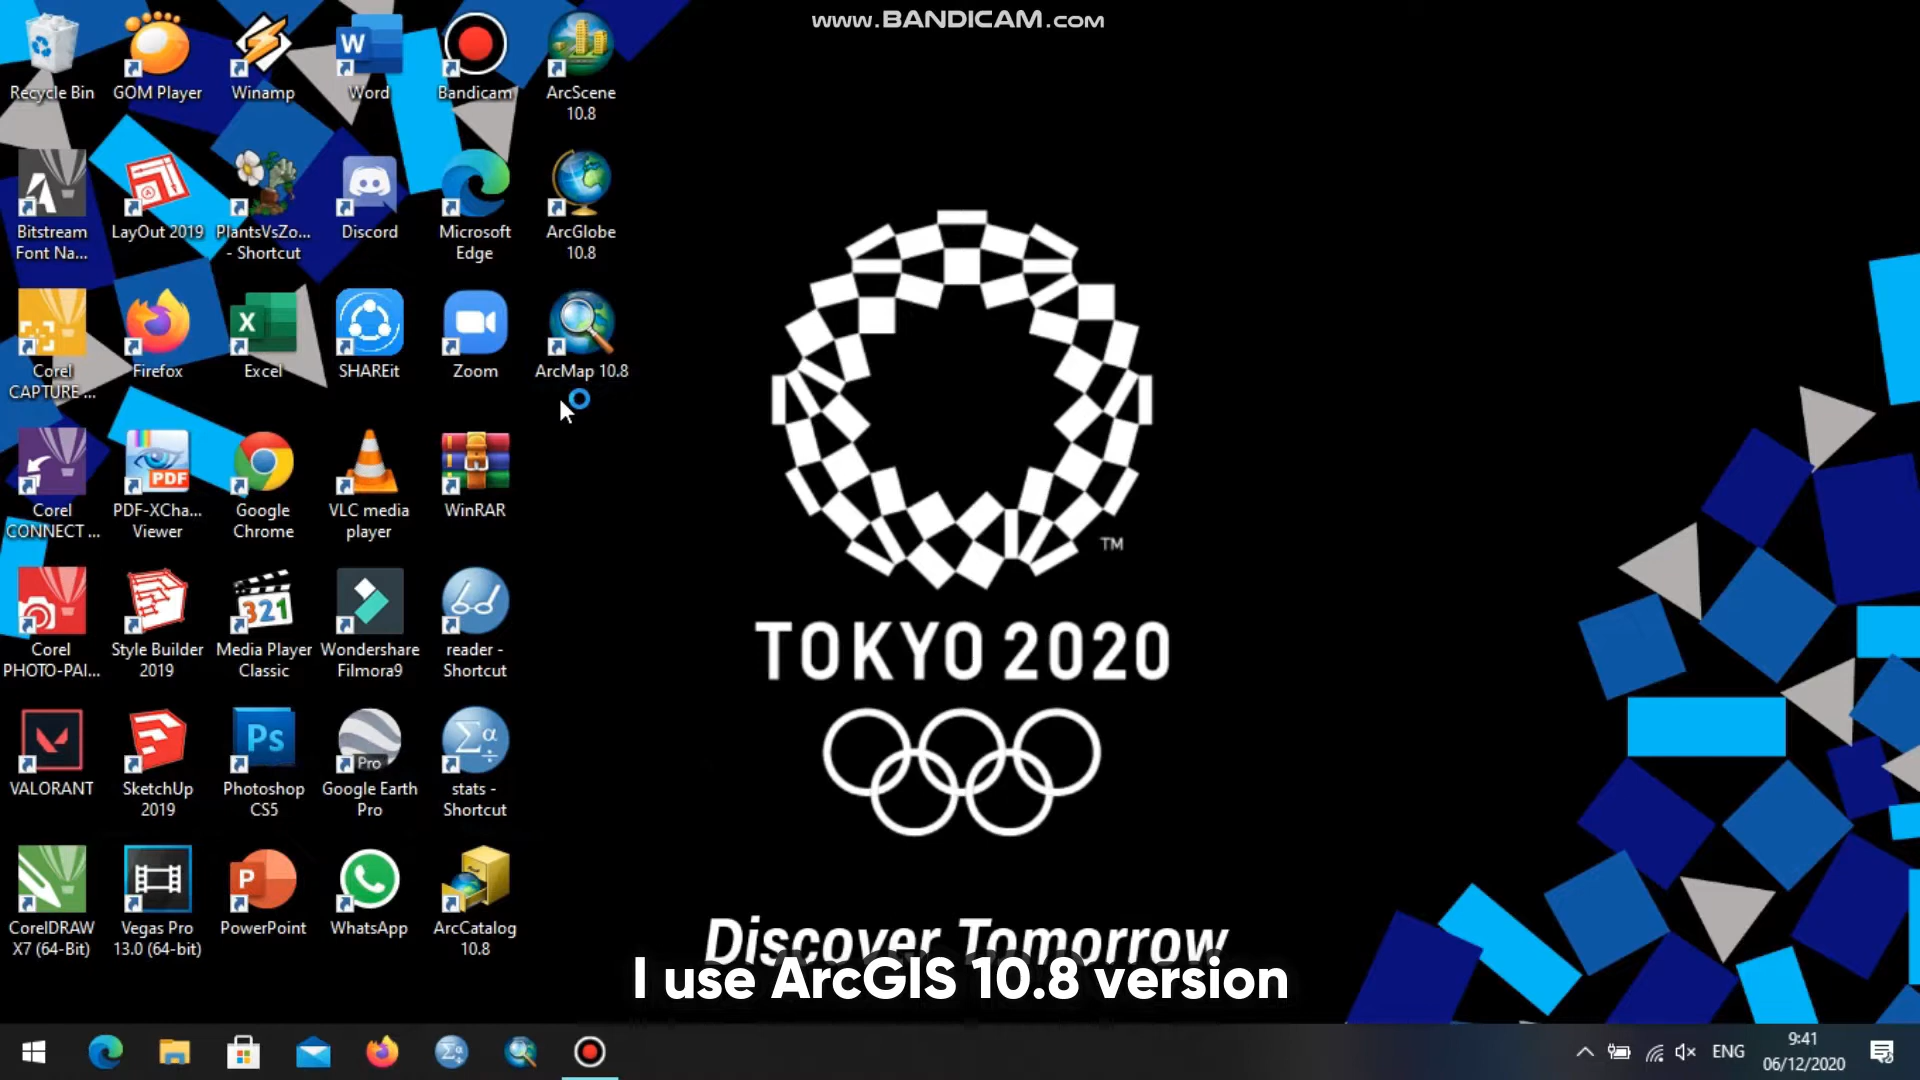 www.BANDICAM.com
Recycle Bin
GOM Player
Winamp
Word
Bandicam
ArcScene
10.8
Bitstream
Font Na...
LayOut 2019
PlantsVsZo...
- Shortcut
Discord
Microsoft
Edge
ArcGlobe
10.8
Corel
CAPTURE ...
Firefox
Excel
SHAREit
Zoom
ArcMap 10.8
Corel
CONNECT ...
PDF-XCha...
Viewer
Google
Chrome
VLC media
player
WinRAR
Corel
PHOTO-PAI...
Style Builder
2019
Media Player
Classic
Wondershare
Filmora9
reader -
Shortcut
VALORANT
SketchUp
2019
Photoshop
CS5
Google Earth
Pro
stats -
Shortcut
CorelDRAW
X7 (64-Bit)
Vegas Pro
13.0 (64-bit)
PowerPoint
WhatsApp
ArcCatalog
10.8
PDF
321
Ps
Pro
Σα
W
X
P
TM
TOKYO 2020
Discover Tomorrow
I use ArcGIS 10.8 version
ENG
9:41
06/12/2020